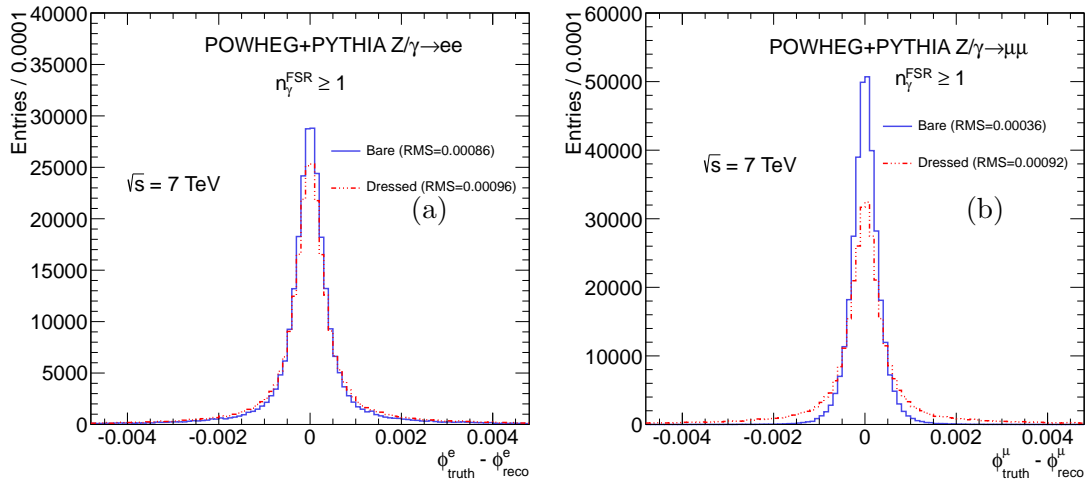 Entries / 0.0001
40000
35000
30000
25000
20000
15000
10000
5000
0
POWHEG+PYTHIA Z/γ→ee
n_γ^FSR ≥ 1
Bare (RMS=0.00086)
Dressed (RMS=0.00096)
√s = 7 TeV
(a)
-0.004 -0.002 0 0.002 0.004
ϕ^e_truth - ϕ^e_reco
Entries / 0.0001
60000
50000
40000
30000
20000
10000
0
POWHEG+PYTHIA Z/γ→μμ
n_γ^FSR ≥ 1
Bare (RMS=0.00036)
Dressed (RMS=0.00092)
√s = 7 TeV
(b)
-0.004 -0.002 0 0.002 0.004
ϕ^μ_truth - ϕ^μ_reco